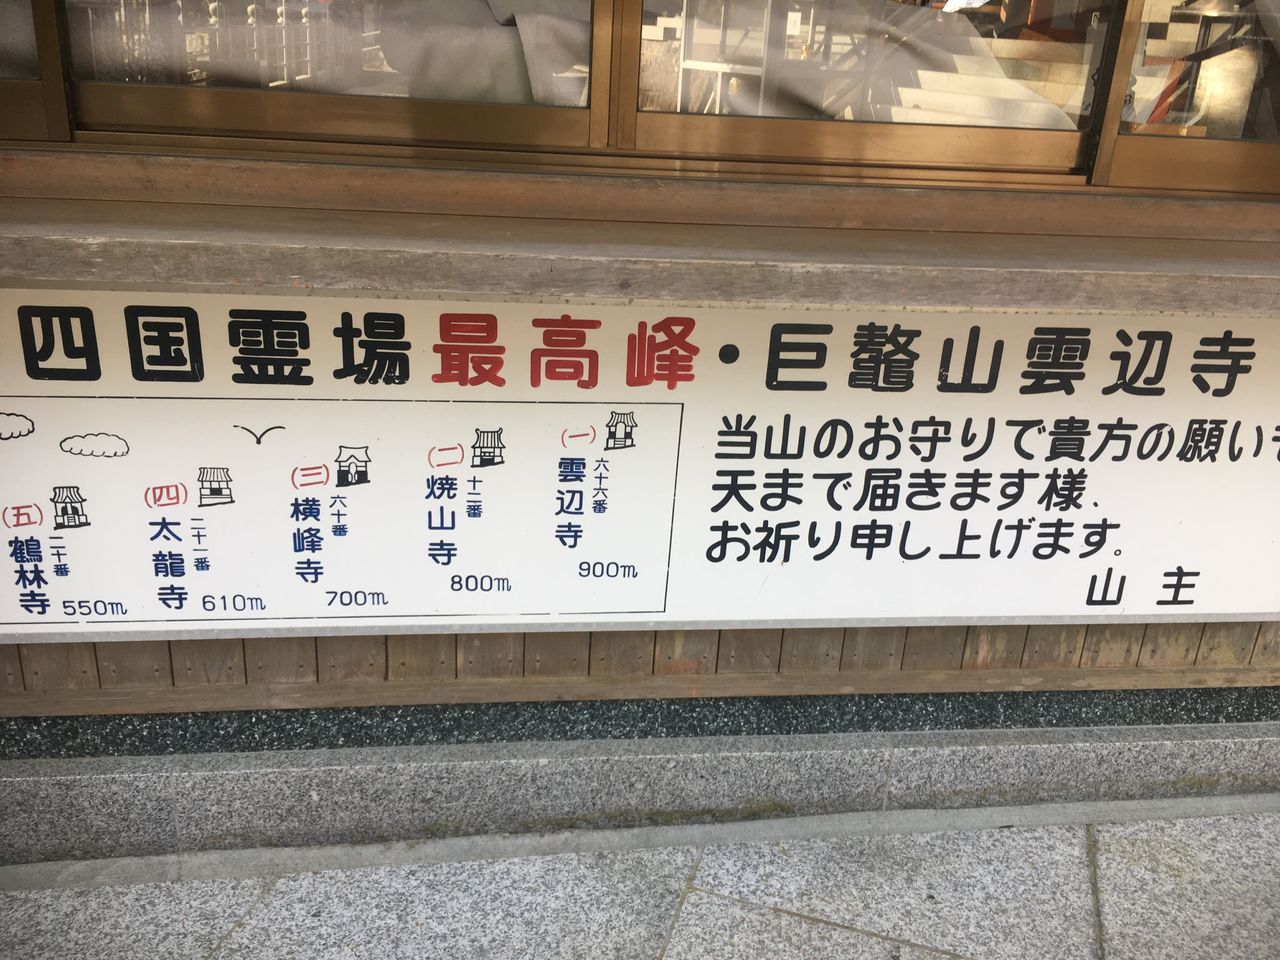 四国霊場最高峰・巨鼇山雲辺寺
(一)
六十六番
雲辺寺
900m
(二)
十二番
焼山寺
800m
(三)
六十番
横峰寺
700m
(四)
二十一番
太龍寺
610m
(五)
二十番
鶴林寺
550m
当山のお守りで貴方の願いも
天まで届きます様、
お祈り申し上げます。
山 主